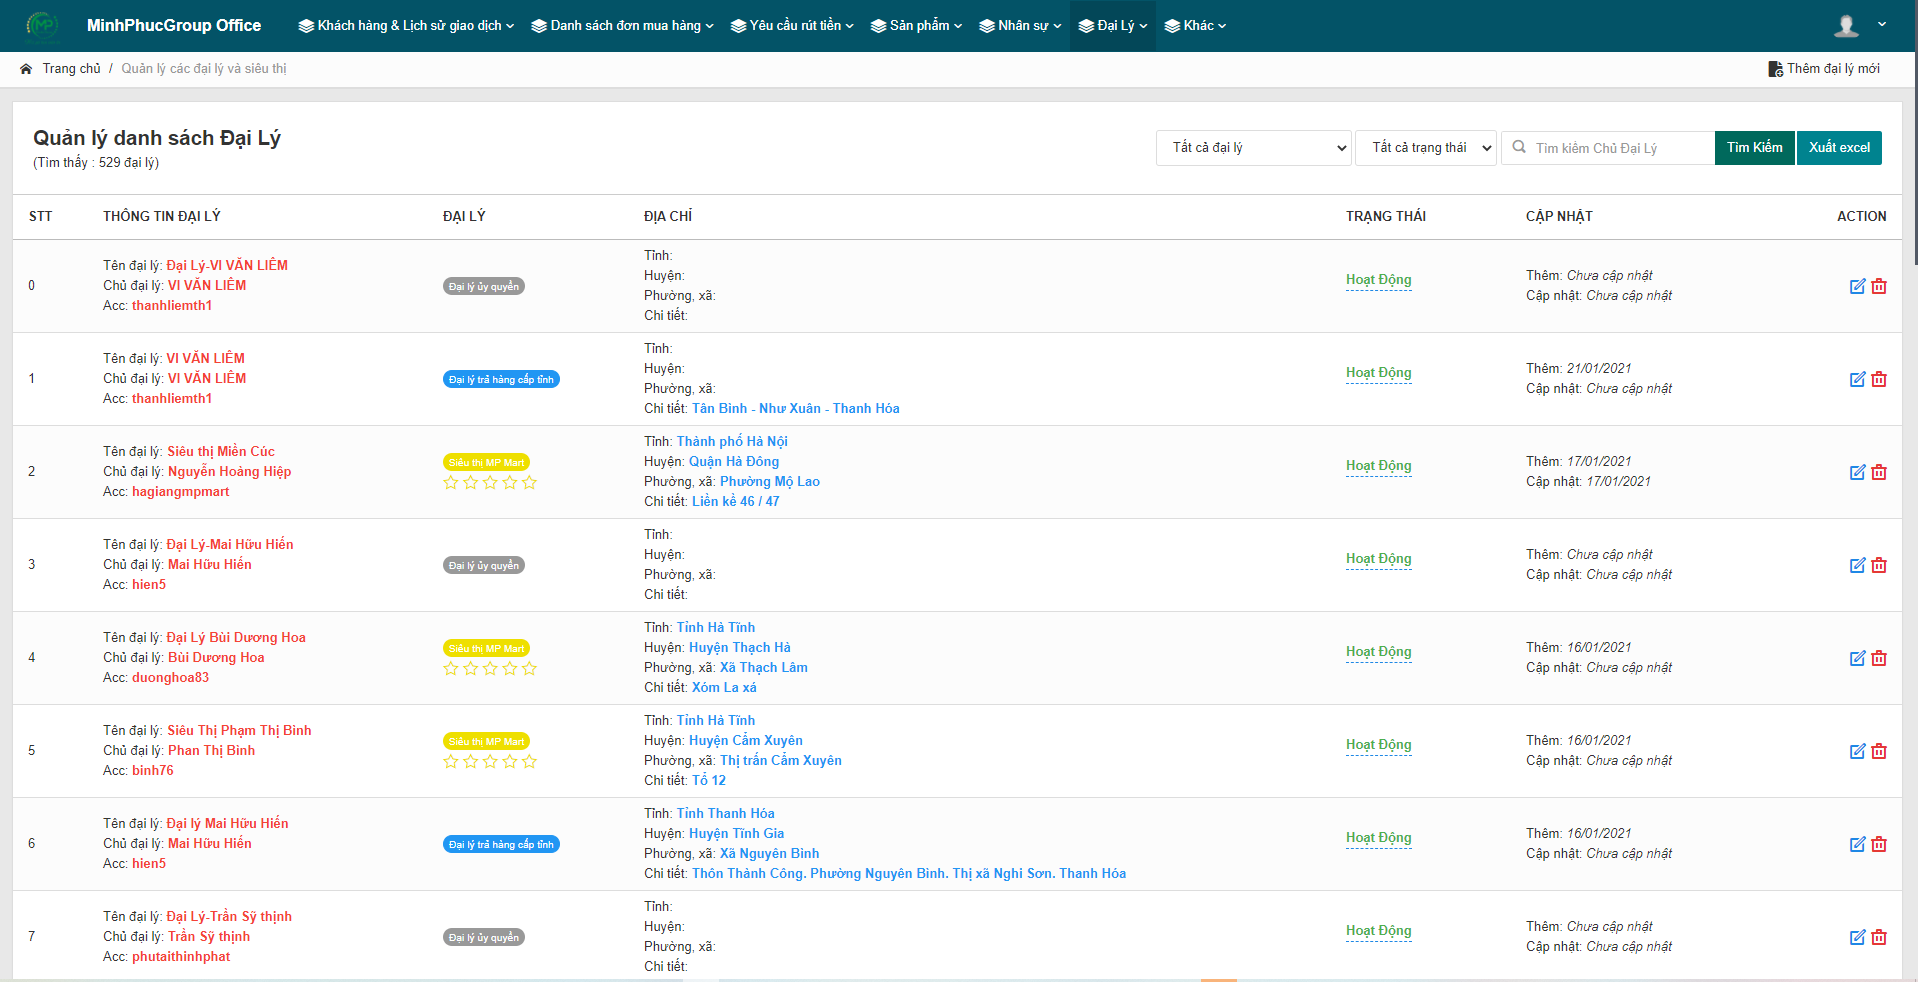 MP
MinhPhucGroup Office
Khách hàng & Lịch sử giao dịch
Danh sách đơn mua hàng
Yêu cầu rút tiền
Sản phẩm
Nhân sự
Đại Lý
Khác
Trang chủ / Quản lý các đại lý và siêu thị
Thêm đại lý mới
Quản lý danh sách Đại Lý
(Tìm thấy : 529 đại lý)
Tất cả đại lý
Tất cả trạng thái
Tìm kiếm Chủ Đại Lý
Tìm Kiếm
Xuất excel
STT THÔNG TIN ĐẠI LÝ ĐẠI LÝ ĐỊA CHỈ TRẠNG THÁI CẬP NHẬT ACTION
0
Tên đại lý: Đại Lý-VI VĂN LIÊM
Chủ đại lý: VI VĂN LIÊM
Acc: thanhliemth1
Đại lý ủy quyền
Tỉnh:
Huyện:
Phường, xã:
Chi tiết:
Hoạt Động
Thêm: Chưa cập nhật
Cập nhật: Chưa cập nhật
1
Tên đại lý: VI VĂN LIÊM
Chủ đại lý: VI VĂN LIÊM
Acc: thanhliemth1
Đại lý trả hàng cấp tỉnh
Tỉnh:
Huyện:
Phường, xã:
Chi tiết: Tân Bình - Như Xuân - Thanh Hóa
Hoạt Động
Thêm: 21/01/2021
Cập nhật: Chưa cập nhật
2
Tên đại lý: Siêu thị Miền Cúc
Chủ đại lý: Nguyễn Hoàng Hiệp
Acc: hagiangmpmart
Siêu thị MP Mart
Tỉnh: Thành phố Hà Nội
Huyện: Quận Hà Đông
Phường, xã: Phường Mộ Lao
Chi tiết: Liền kề 46 / 47
Hoạt Động
Thêm: 17/01/2021
Cập nhật: 17/01/2021
3
Tên đại lý: Đại Lý-Mai Hữu Hiến
Chủ đại lý: Mai Hữu Hiến
Acc: hien5
Đại lý ủy quyền
Tỉnh:
Huyện:
Phường, xã:
Chi tiết:
Hoạt Động
Thêm: Chưa cập nhật
Cập nhật: Chưa cập nhật
4
Tên đại lý: Đại Lý Bùi Dương Hoa
Chủ đại lý: Bùi Dương Hoa
Acc: duonghoa83
Siêu thị MP Mart
Tỉnh: Tỉnh Hà Tĩnh
Huyện: Huyện Thạch Hà
Phường, xã: Xã Thạch Lâm
Chi tiết: Xóm La xá
Hoạt Động
Thêm: 16/01/2021
Cập nhật: Chưa cập nhật
5
Tên đại lý: Siêu Thị Phạm Thị Bình
Chủ đại lý: Phan Thị Bình
Acc: binh76
Siêu thị MP Mart
Tỉnh: Tỉnh Hà Tĩnh
Huyện: Huyện Cẩm Xuyên
Phường, xã: Thị trấn Cẩm Xuyên
Chi tiết: Tổ 12
Hoạt Động
Thêm: 16/01/2021
Cập nhật: Chưa cập nhật
6
Tên đại lý: Đại lý Mai Hữu Hiến
Chủ đại lý: Mai Hữu Hiến
Acc: hien5
Đại lý trả hàng cấp tỉnh
Tỉnh: Tỉnh Thanh Hóa
Huyện: Huyện Tĩnh Gia
Phường, xã: Xã Nguyên Bình
Chi tiết: Thôn Thành Công. Phường Nguyên Bình. Thị xã Nghi Sơn. Thanh Hóa
Hoạt Động
Thêm: 16/01/2021
Cập nhật: Chưa cập nhật
7
Tên đại lý: Đại Lý-Trần Sỹ thịnh
Chủ đại lý: Trần Sỹ thịnh
Acc: phutaithinhphat
Đại lý ủy quyền
Tỉnh:
Huyện:
Phường, xã:
Chi tiết:
Hoạt Động
Thêm: Chưa cập nhật
Cập nhật: Chưa cập nhật